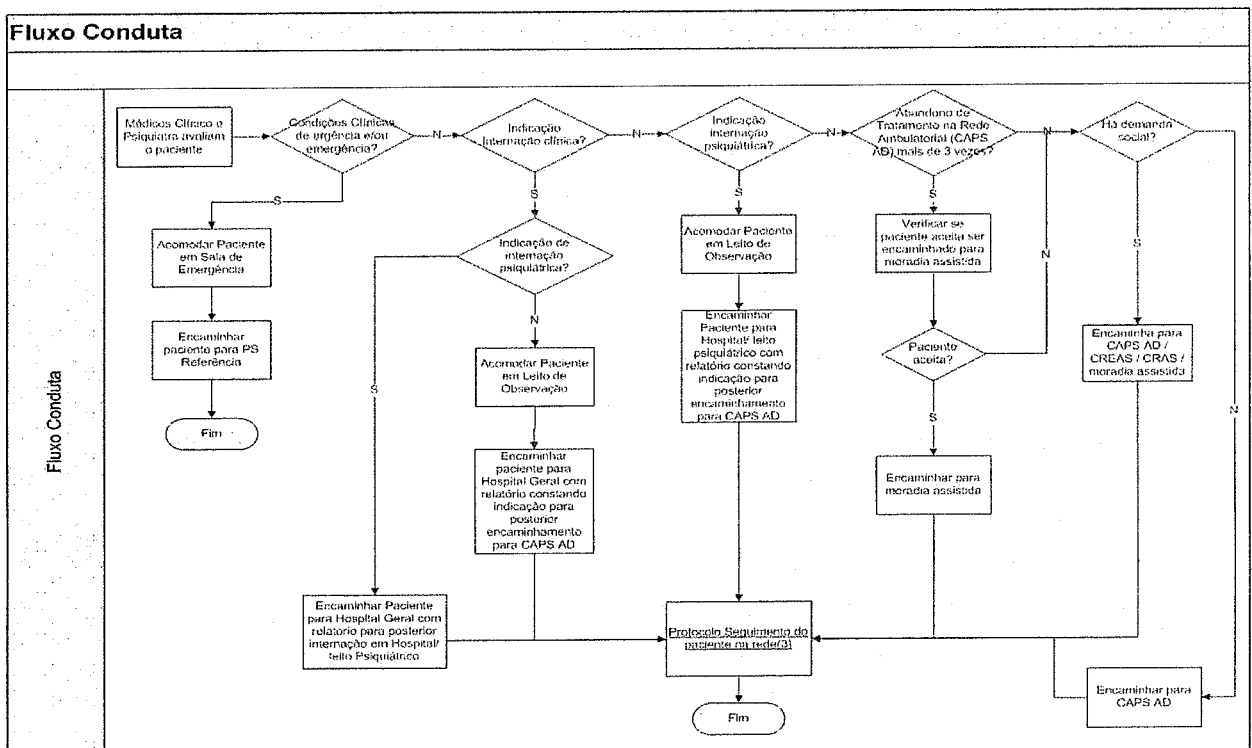 Fluxo Conduta
Fluxo Conduta
Médicos Clínico e
Psiquiatra avaliam
o paciente
Condições Clínicas
de urgência e/ou
emergência?
N
S
Acomodar Paciente
em Sala de
Emergência
Encaminhar
paciente para PS
Referência
Fim
Indicação
Internação clínica?
N
S
Indicação de
internação
psiquiátrica?
S
N
Acomodar Paciente
em Leito de
Observação
Encaminhar
paciente para
Hospital Geral com
relatório constando
indicação para
posterior
encaminhamento
para CAPS AD
Encaminhar Paciente
para Hospital Geral com
relatório para posterior
internação em Hospital/
leito Psiquiátrico
Indicação
internação
psiquiátrica?
N
S
Acomodar Paciente
em Leito de
Observação
Encaminhar
Paciente para
Hospital/ leito
psiquiátrico com
relatório constando
indicação para
posterior
encaminhamento
para CAPS AD
Protocolo Seguimento do
paciente na rede(3)
Fim
Abandono de
Tratamento na Rede
Ambulatorial (CAPS
AD) mais de 3 vezes?
N
S
Verificar se
paciente aceita ser
encaminhado para
moradia assistida
Paciente
aceita?
N
S
Encaminhar para
moradia assistida
Há demanda
social?
S
N
Encaminha para
CAPS AD /
CREAS / CRAS /
moradia assistida
Encaminhar para
CAPS AD